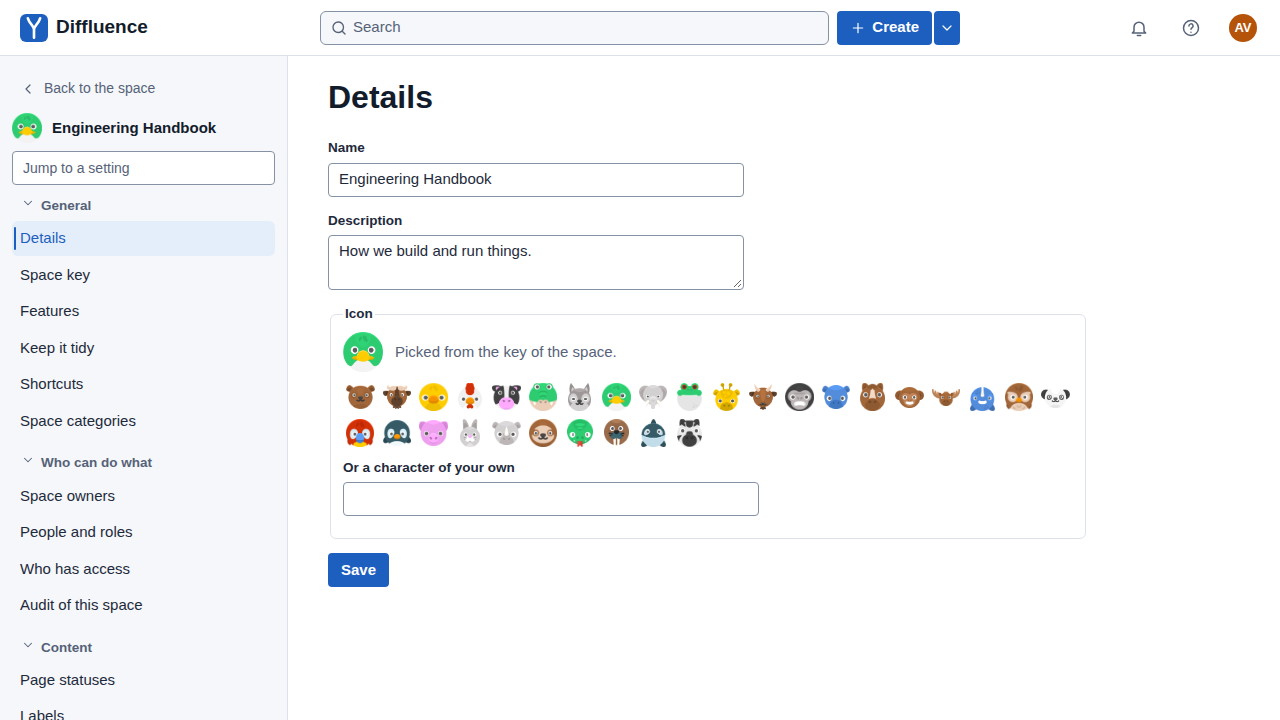 Diffluence
Search
Create
AV
Back to the space
Engineering Handbook
Jump to a setting
General
Details
Space key
Features
Keep it tidy
Shortcuts
Space categories
Who can do what
Space owners
People and roles
Who has access
Audit of this space
Content
Page statuses
Labels
Details
Name
Engineering Handbook
Description
How we build and run things.
Icon
Picked from the key of the space.
Or a character of your own
Save